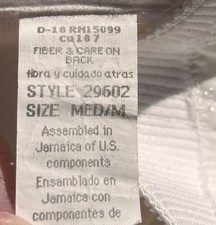 D-18 RN15099
CU187
FIBER & CARE ON
BACK
fibra y cuidado atras
STYLE 29602
SIZE MED/M
Assembled in
Jamaica of U.S.
components
Ensamblado en
Jamaica con
componentes de